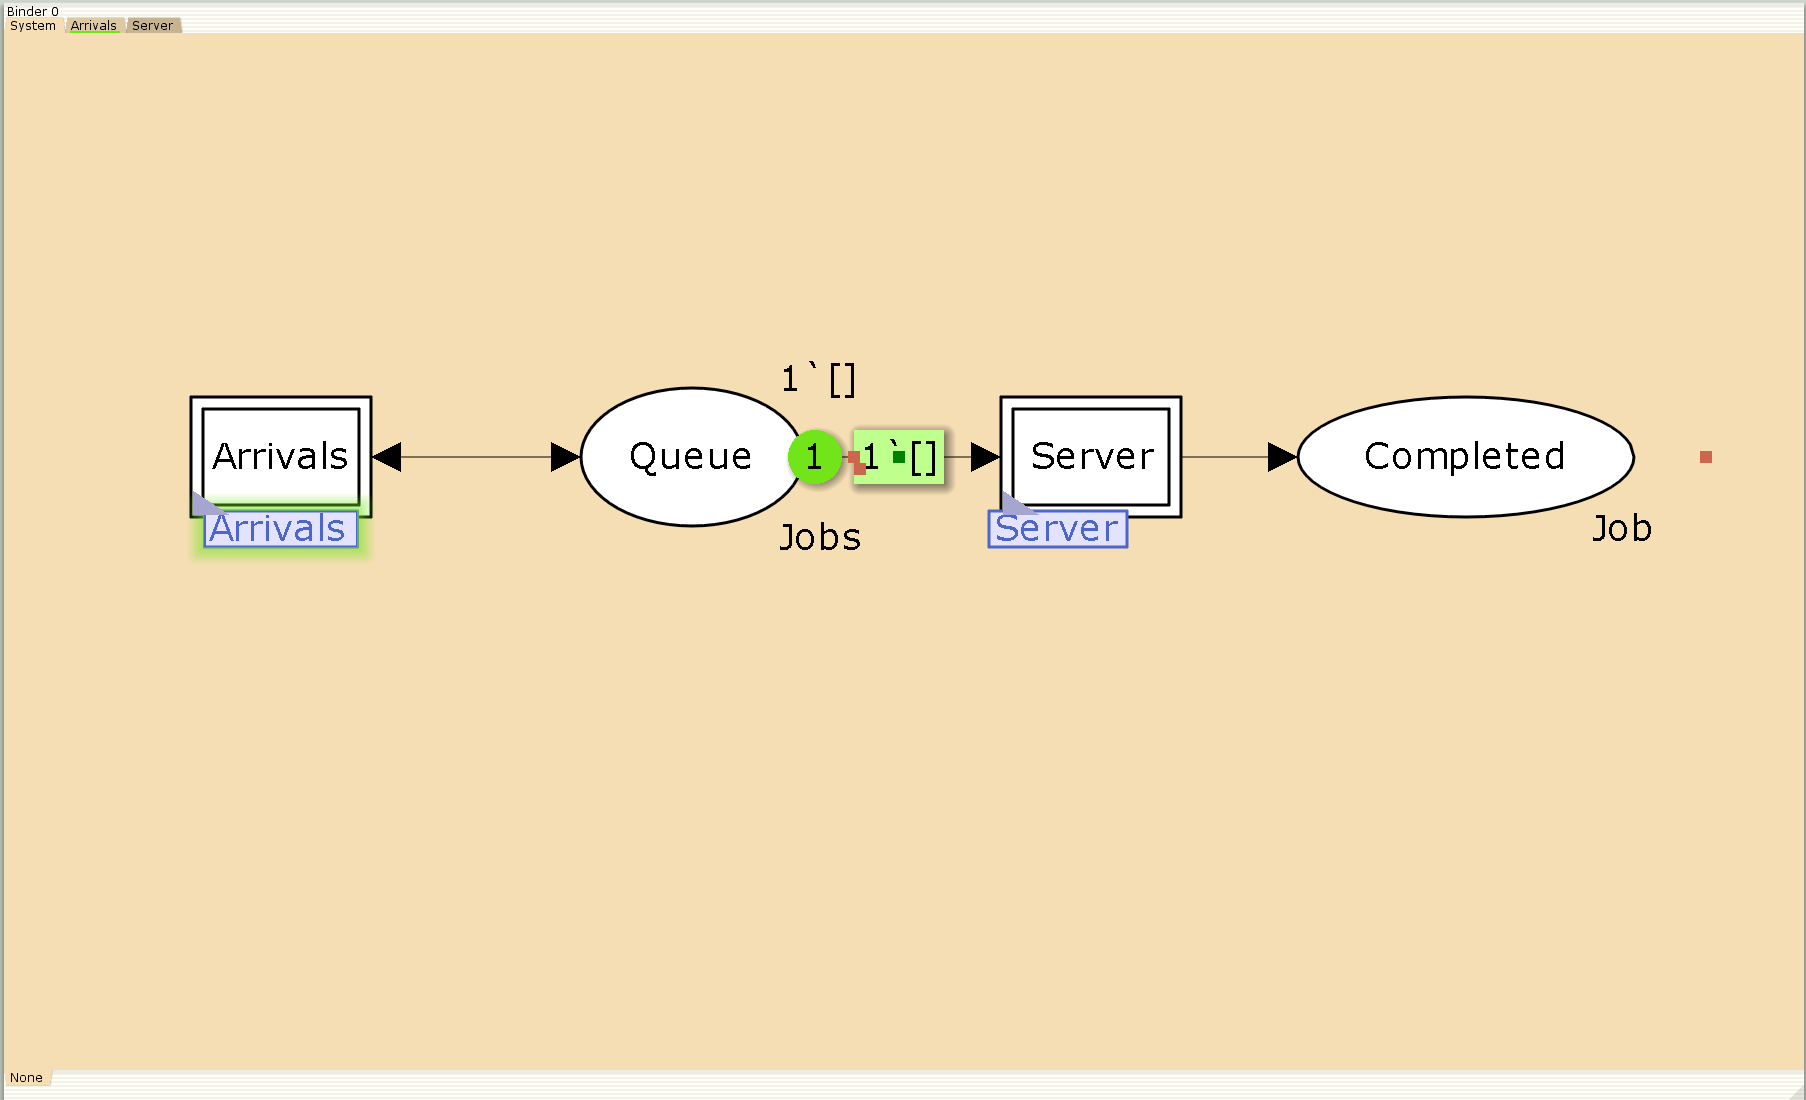 Binder 0
System Arrivals Server
1`[]
Arrivals Queue 1 1`[] Server Completed
Arrivals Jobs Server Job
None